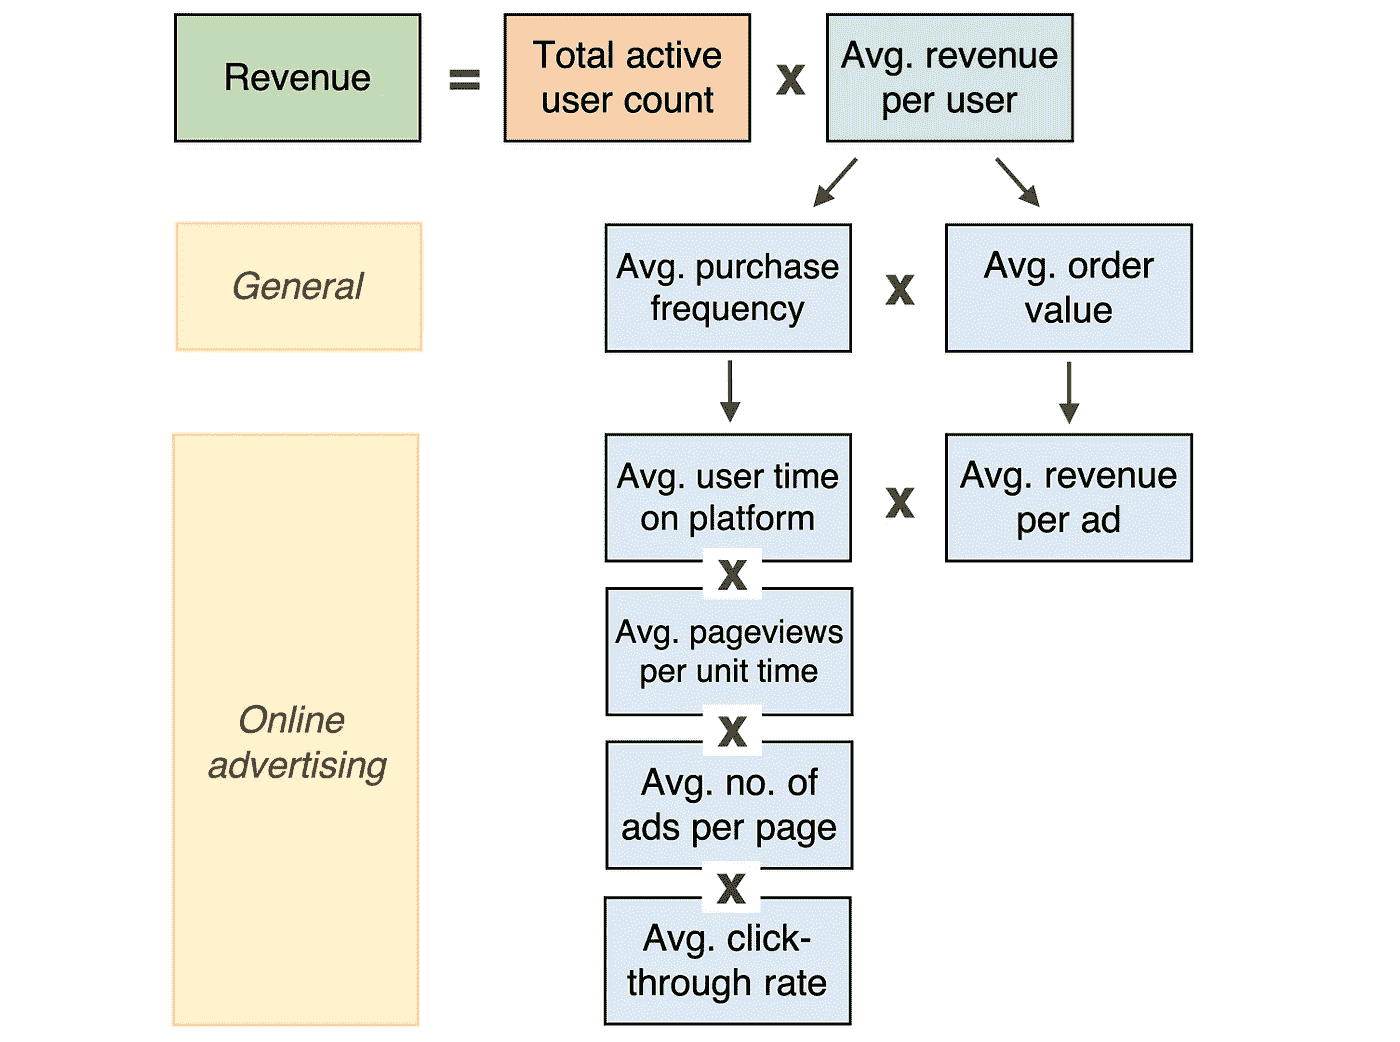 Revenue
=
Total active
user count
x
Avg. revenue
per user
General
Avg. purchase
frequency
x
Avg. order
value
Online
advertising
Avg. user time
on platform
x
Avg. revenue
per ad
x
Avg. pageviews
per unit time
x
Avg. no. of
ads per page
x
Avg. click-
through rate